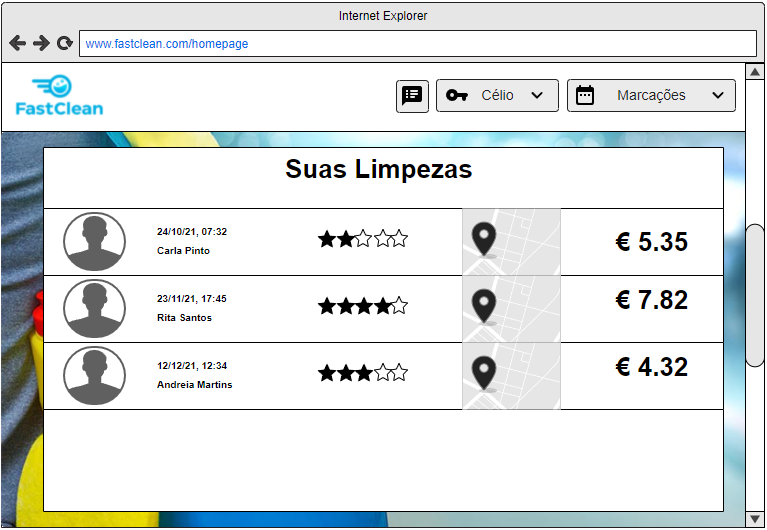 Internet Explorer
www.fastclean.com/homepage
FastClean
Célio
Marcações
Suas Limpezas
24/10/21, 07:32
Carla Pinto
€ 5.35
23/11/21, 17:45
Rita Santos
€ 7.82
12/12/21, 12:34
Andreia Martins
€ 4.32